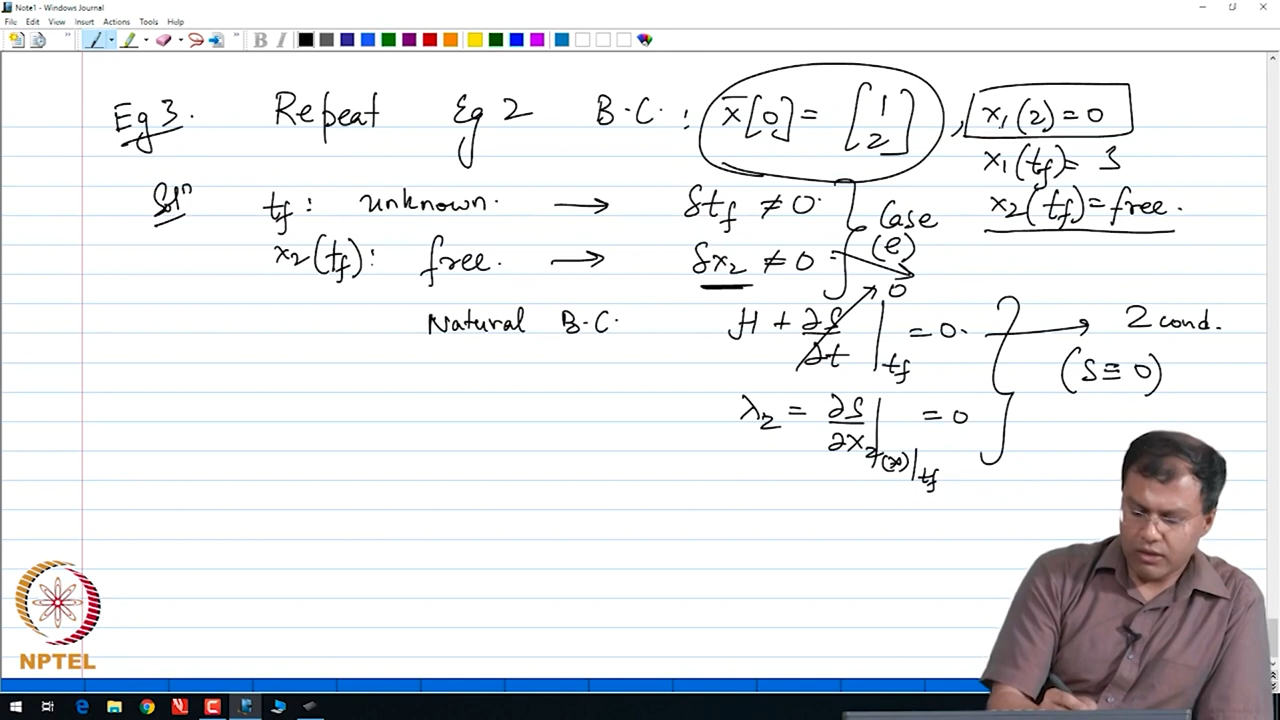 Note1 - Windows Journal
File Edit View Insert Actions Tools Help
B I
Eg 3. Repeat Eg 2 B.C.: x̄[0] = [1 2], x₁(2) = 0
x₁(tf) = 3
Solⁿ tf: unknown. → δtf ≠ 0. Case x₂(tf) = free.
x₂(tf): free. → δx₂ ≠ 0 (e)
0
Natural B.C. H + ∂S/∂t |tf = 0. → 2 cond.
(S ≡ 0)
λ₂ = ∂S/∂x₂ |(*)|tf = 0
NPTEL